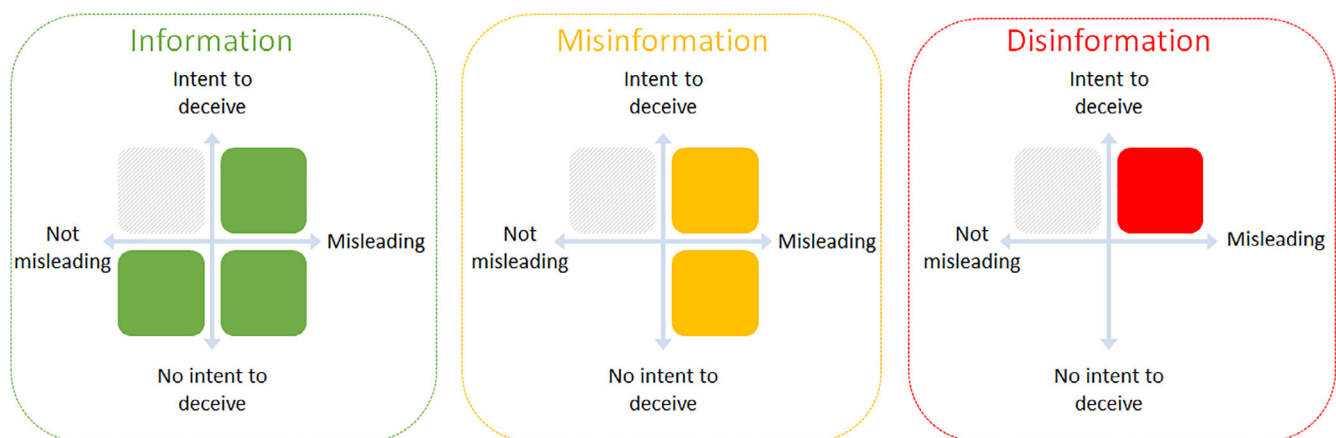 Information
Intent to
deceive
Not
misleading
Misleading
No intent to
deceive
Misinformation
Intent to
deceive
Not
misleading
Misleading
No intent to
deceive
Disinformation
Intent to
deceive
Not
misleading
Misleading
No intent to
deceive